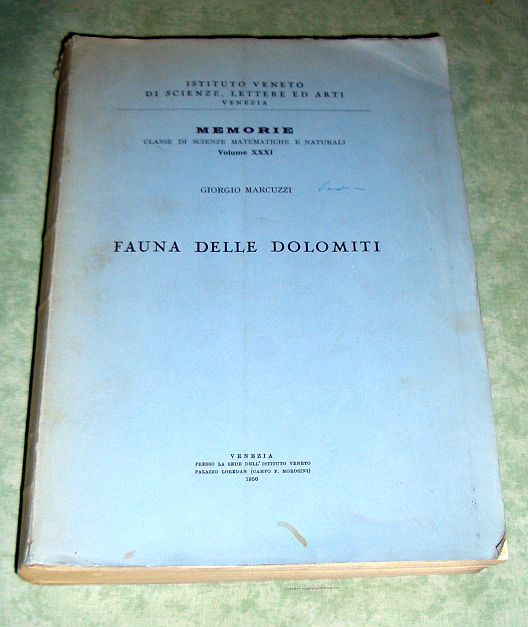 ISTITUTO VENETO
DI SCIENZE, LETTERE ED ARTI
VENEZIA
MEMORIE
CLASSE DI SCIENZE MATEMATICHE E NATURALI
Volume XXXI
GIORGIO MARCUZZI
FAUNA DELLE DOLOMITI
VENEZIA
PRESSO LA SEDE DELL'ISTITUTO VENETO
PALAZZO LOREDAN (CAMPO F. MOROSINI)
1956